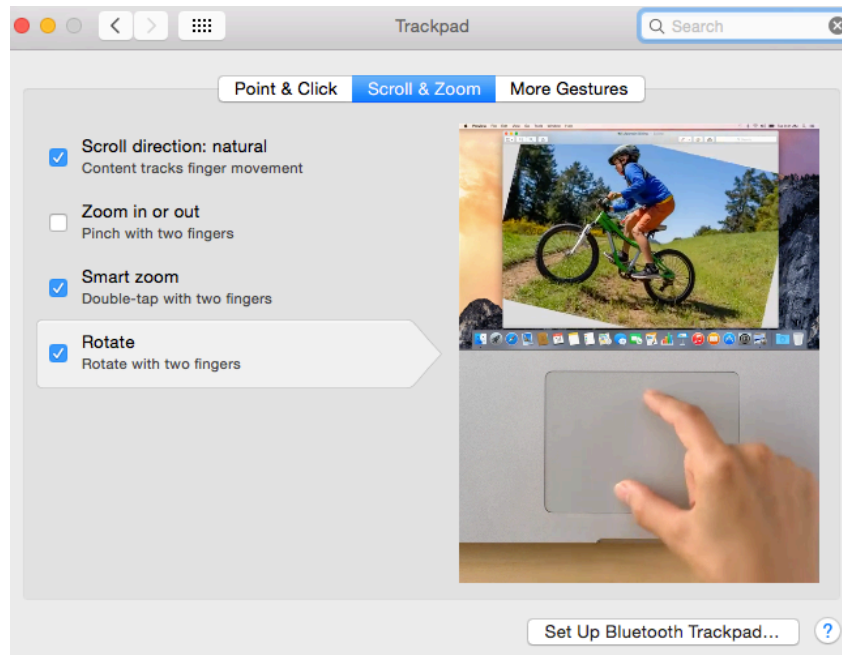 Trackpad
Search
Point & Click
Scroll & Zoom
More Gestures
Scroll direction: natural
Content tracks finger movement
Zoom in or out
Pinch with two fingers
Smart zoom
Double-tap with two fingers
Rotate
Rotate with two fingers
Set Up Bluetooth Trackpad...
?